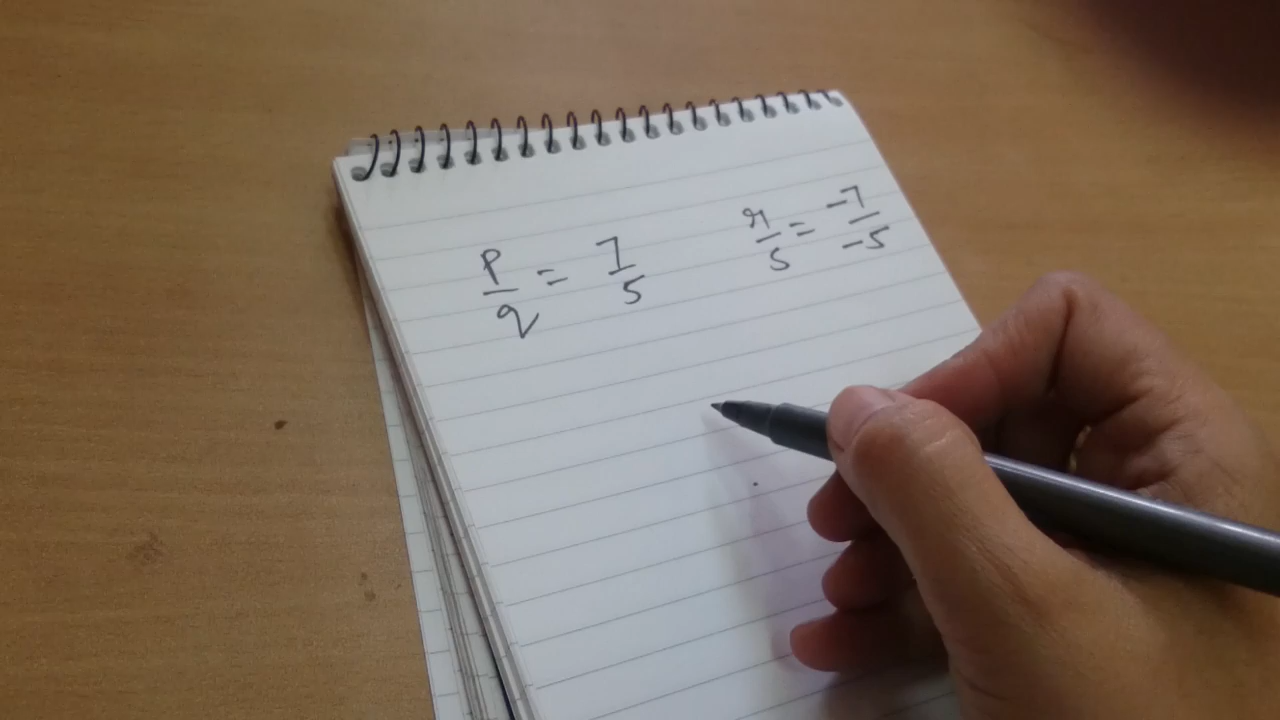 p/q = 7/5 r/s = -7/-5